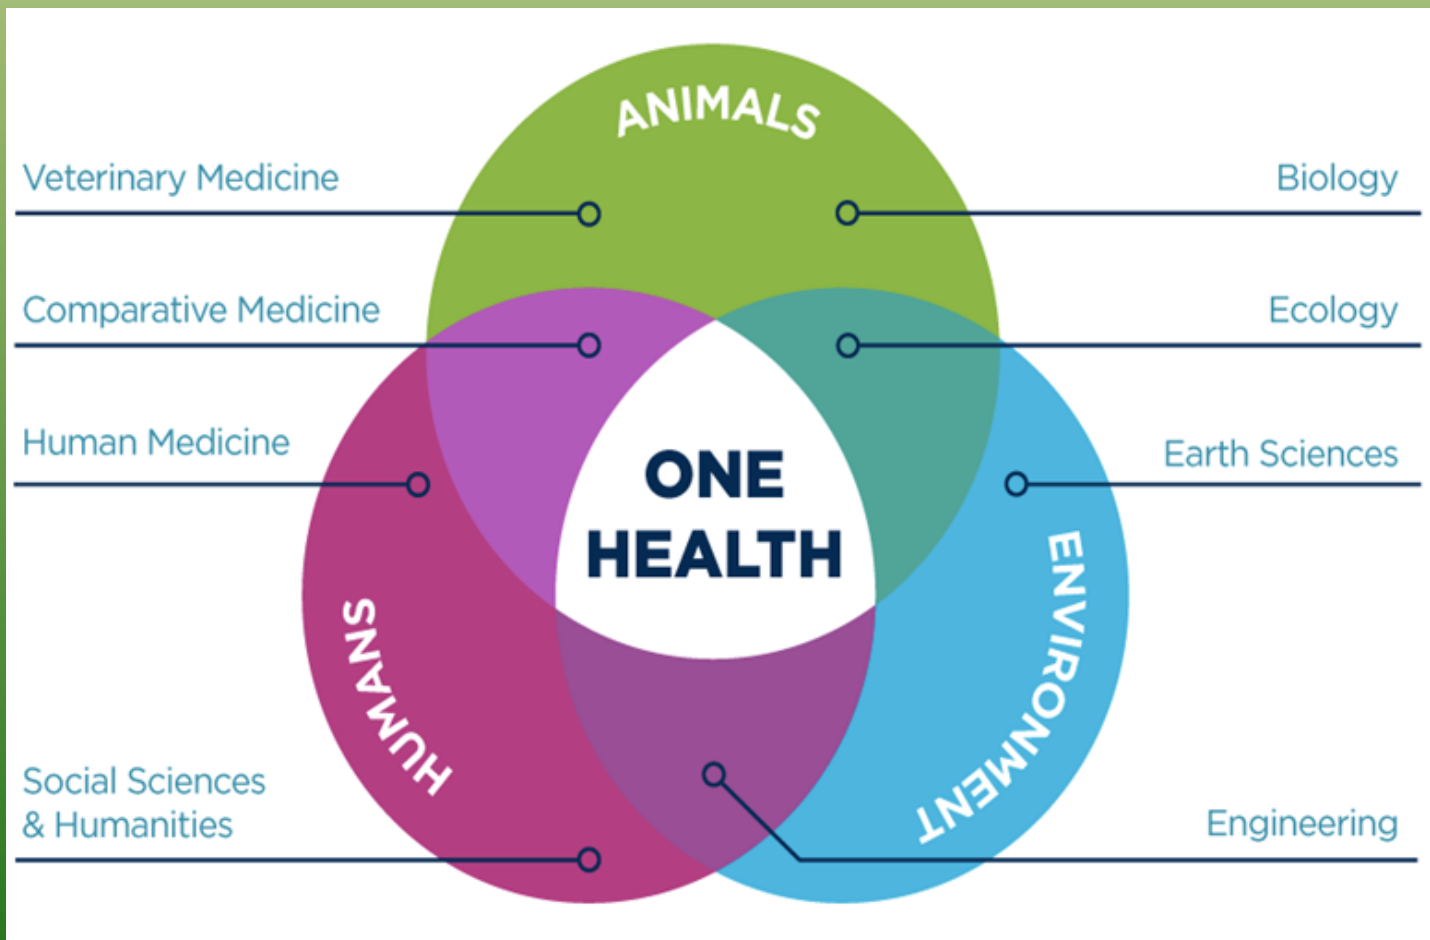 ANIMALS
Veterinary Medicine
Biology
Comparative Medicine
Ecology
Human Medicine
Earth Sciences
ONE
HEALTH
HUMANS
ENVIRONMENT
Social Sciences
& Humanities
Engineering